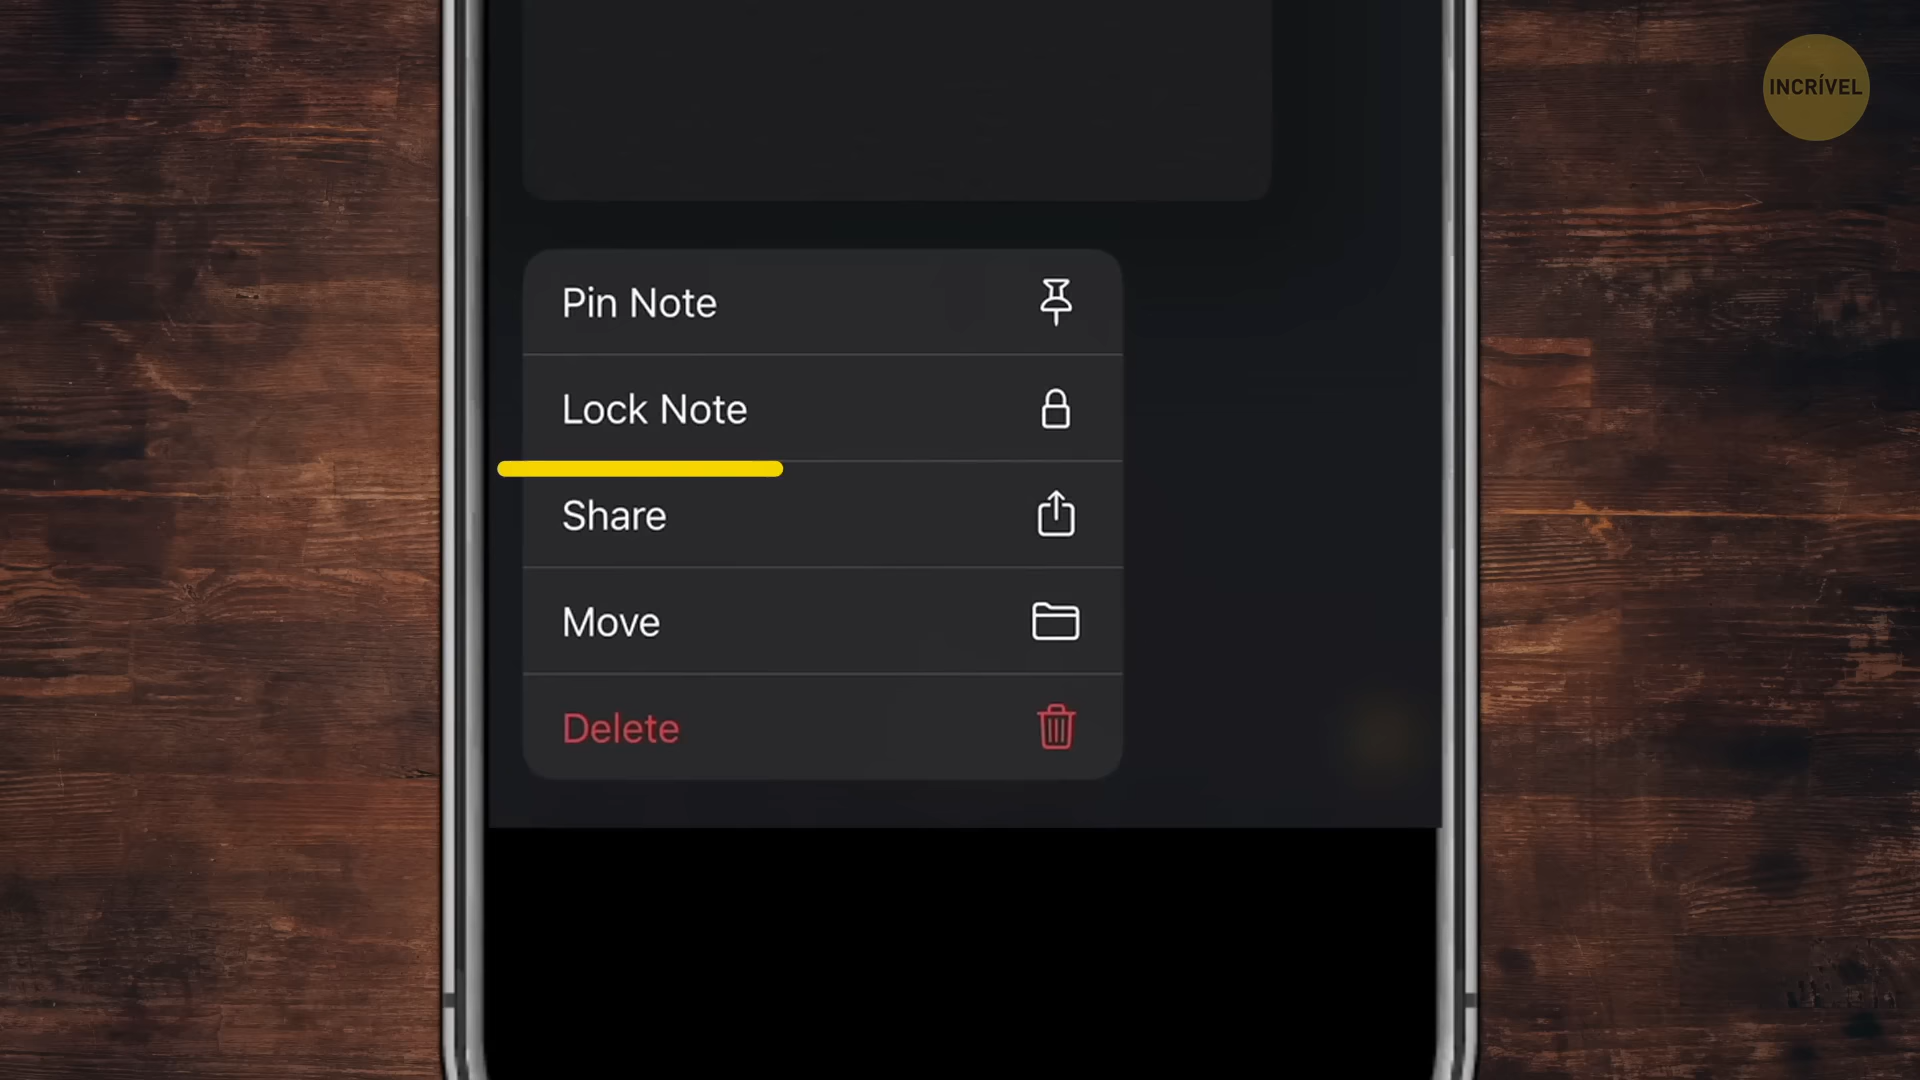 INCRÍVEL
Pin Note
Lock Note
Share
Move
Delete